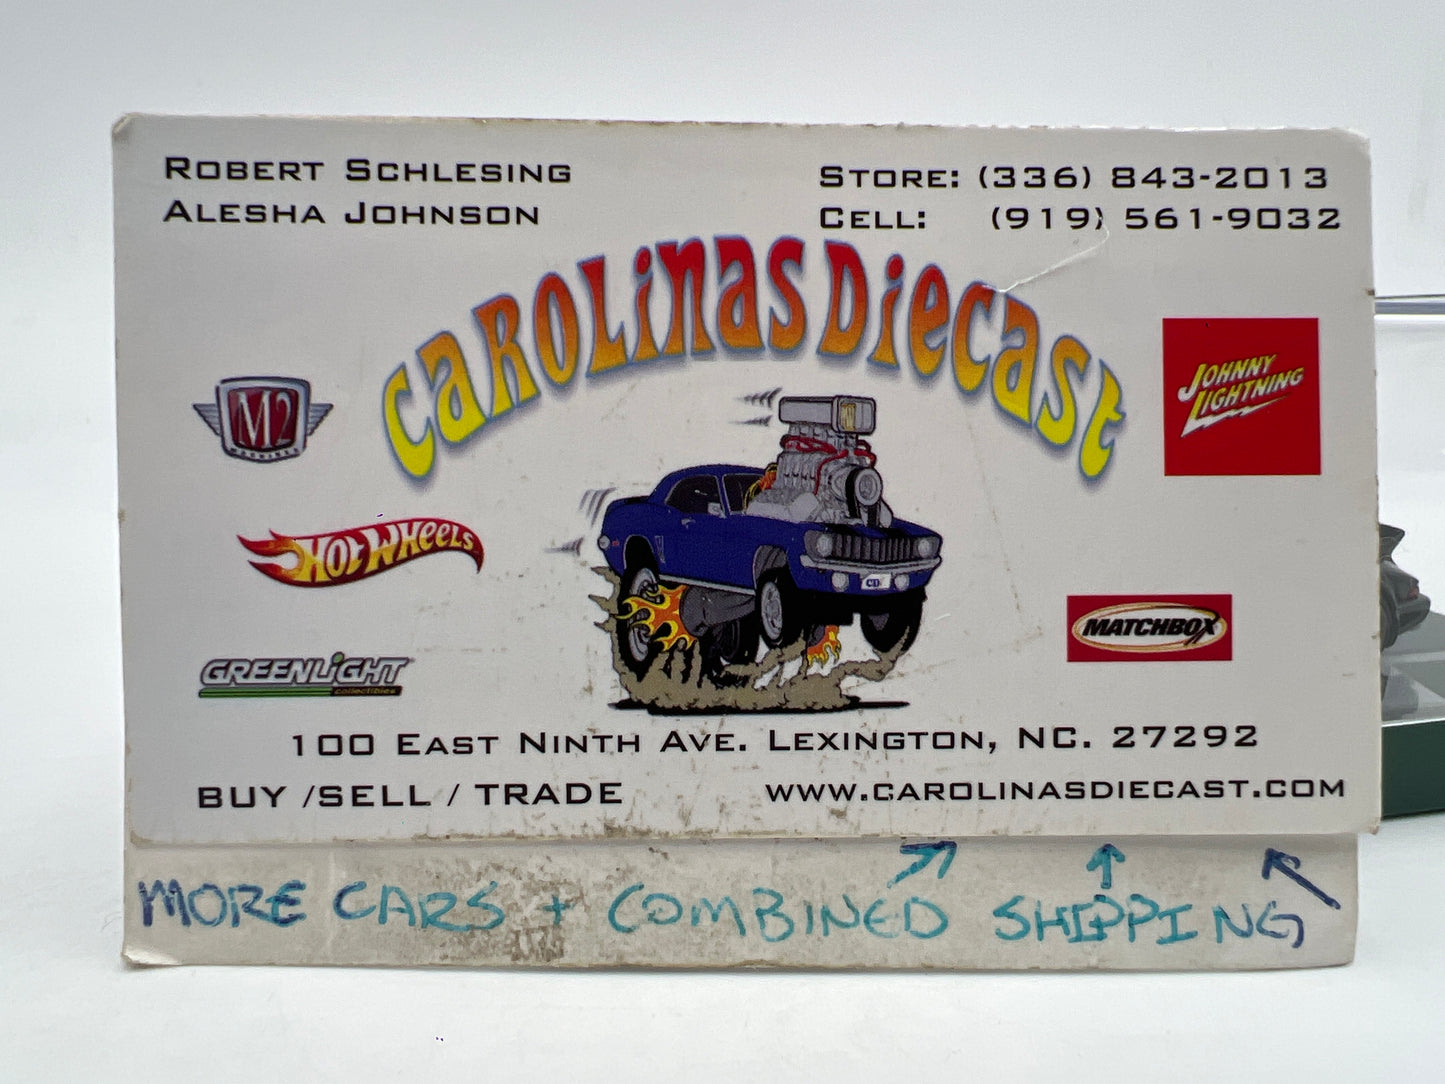 ROBERT SCHLESING
ALESHA JOHNSON
STORE: (336) 843-2013
CELL: (919) 561-9032
CAROLINAS DIECAST
M2
MACHINES
JOHNNY
LIGHTNING
HOT WHEELS
MATCHBOX
GREENLIGHT
collectibles
100 EAST NINTH AVE. LEXINGTON, NC. 27292
BUY /SELL / TRADE
WWW.CAROLINASDIECAST.COM
MORE CARS + COMBINED SHIPPING